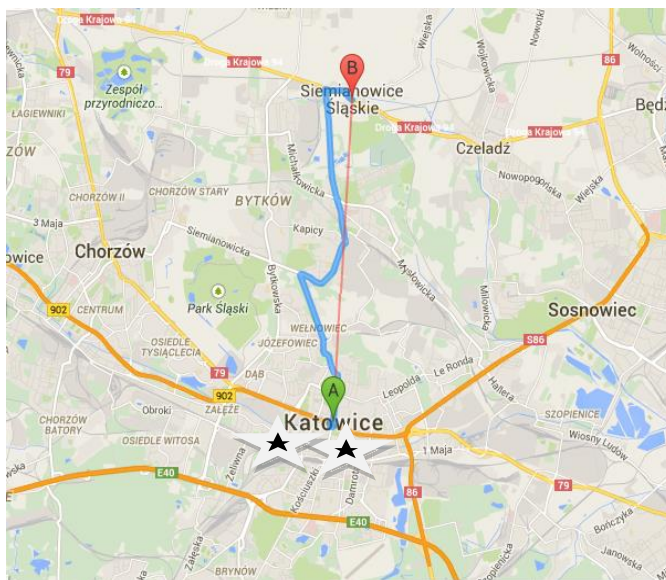 Droga Krajowa 94
79
Wiejska
Nowotki
86
Wolności
Droga Krajowa 94
B
Siemianowice
Śląskie
Wojkowicka
Zespół
przyrodniczo...
ŁAGIEWNIKI
Droga Krajowa 94
Droga Krajowa 94
Będz
Czeladź
Nowopogońska
Wiejska
Michałkowicka
CHORZÓW STARY
CHORZÓW II
BYTKÓW
3 Maja
Kapicy
Siemianowicka
Chorzów
Mysłowicka
Bytkowska
Milowicka
902
CENTRUM
Park Śląski
Sosnowiec
WEŁNOWIEC
JÓZEFOWIEC
OSIEDLE
TYSIĄCLECIA
S86
79
DĄB
A
Le Ronda
Leopolda
Hallera
902
ZAŁĘŻE
Obroki
Katowice
SZOPIENICE
CHORZÓW
BATORY
OSIEDLE WITOSA
Wiosny Ludów
1 Maja
Żeliwna
Kościuszki
Damrota
E40
86
79
E40
Bończyka
Załęska
Janowska
BRYNÓW